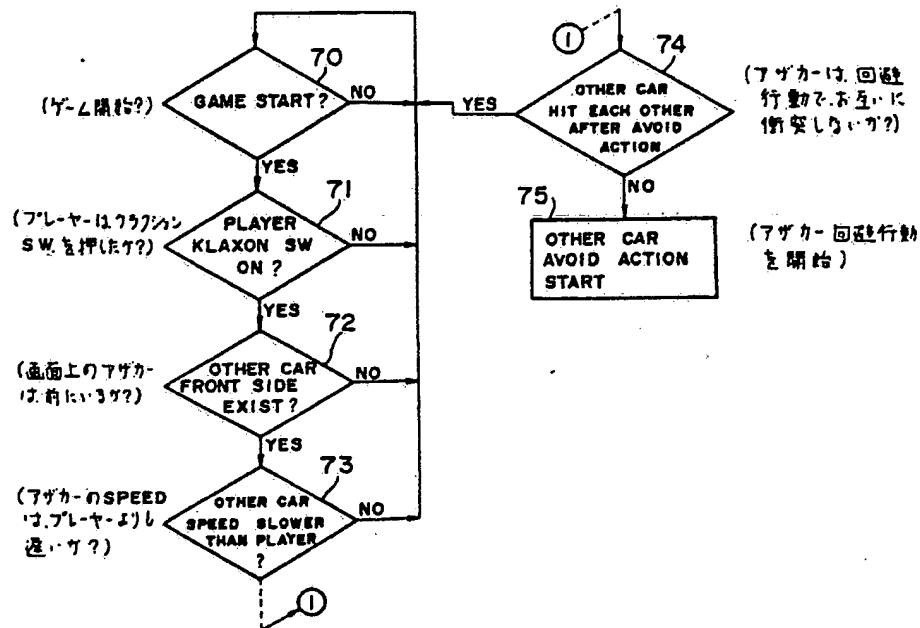 70
GAME START?
NO
YES
(ゲーム開始?)
71
PLAYER
KLAXON SW
ON ?
NO
YES
(プレーヤーはクラクション
SW.を押したか?)
72
OTHER CAR
FRONT SIDE
EXIST ?
NO
YES
(画面上のアザカー
は前にいるか?)
73
OTHER CAR
SPEED SLOWER
THAN PLAYER
?
NO
(アザカーのSPEED
は、プレーヤーよりも
遅いか?)
1
1
74
OTHER CAR
HIT EACH OTHER
AFTER AVOID
ACTION
YES
NO
(アザカーは、回避
行動で、お互いに
衝突しないか?)
75
OTHER CAR
AVOID ACTION
START
(アザカー回避行動
を開始)